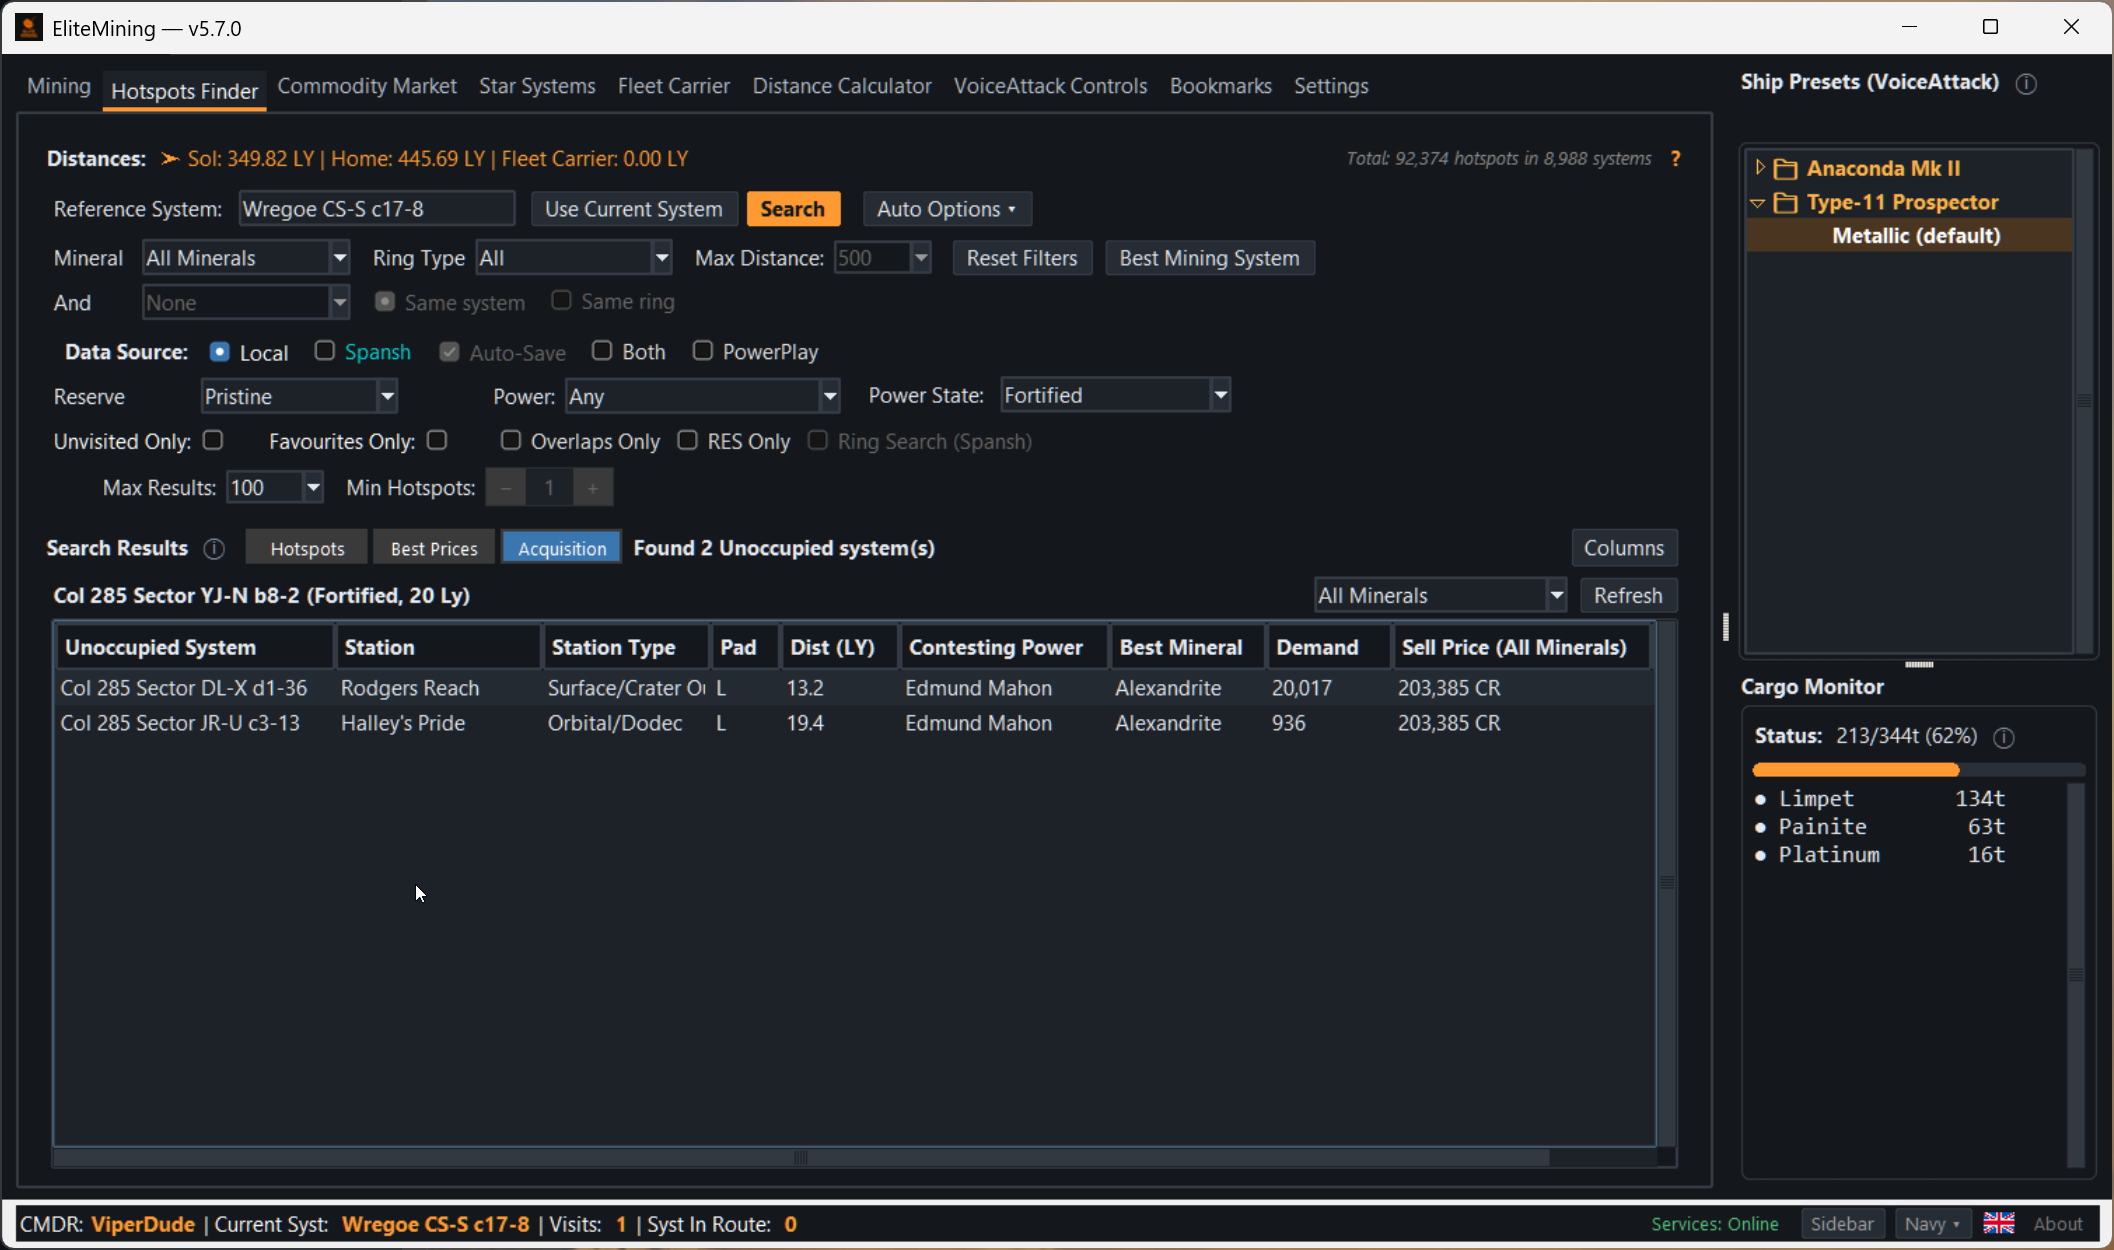 EliteMining — v5.7.0
Mining Hotspots Finder Commodity Market Star Systems Fleet Carrier Distance Calculator VoiceAttack Controls Bookmarks Settings
Distances: ➤ Sol: 349.82 LY | Home: 445.69 LY | Fleet Carrier: 0.00 LY Total: 92,374 hotspots in 8,988 systems ?
Reference System: Wregoe CS-S c17-8 Use Current System Search Auto Options ▾
Mineral All Minerals Ring Type All Max Distance: 500 Reset Filters Best Mining System
And None Same system Same ring
Data Source: Local Spansh Auto-Save Both PowerPlay
Reserve Pristine Power: Any Power State: Fortified
Unvisited Only: Favourites Only: Overlaps Only RES Only Ring Search (Spansh)
Max Results: 100 Min Hotspots: − 1 +
Search Results ⓘ Hotspots Best Prices Acquisition Found 2 Unoccupied system(s) Columns
Col 285 Sector YJ-N b8-2 (Fortified, 20 Ly) All Minerals Refresh
Unoccupied System Station Station Type Pad Dist (LY) Contesting Power Best Mineral Demand Sell Price (All Minerals)
Col 285 Sector DL-X d1-36 Rodgers Reach Surface/Crater L 13.2 Edmund Mahon Alexandrite 20,017 203,385 CR
Col 285 Sector JR-U c3-13 Halley's Pride Orbital/Dodec L 19.4 Edmund Mahon Alexandrite 936 203,385 CR
Ship Presets (VoiceAttack) ⓘ
Anaconda Mk II
Type-11 Prospector
Metallic (default)
Cargo Monitor
Status: 213/344t (62%) ⓘ
● Limpet 134t
● Painite 63t
● Platinum 16t
CMDR: ViperDude | Current Syst: Wregoe CS-S c17-8 | Visits: 1 | Syst In Route: 0 Services: Online Sidebar Navy ▾ About